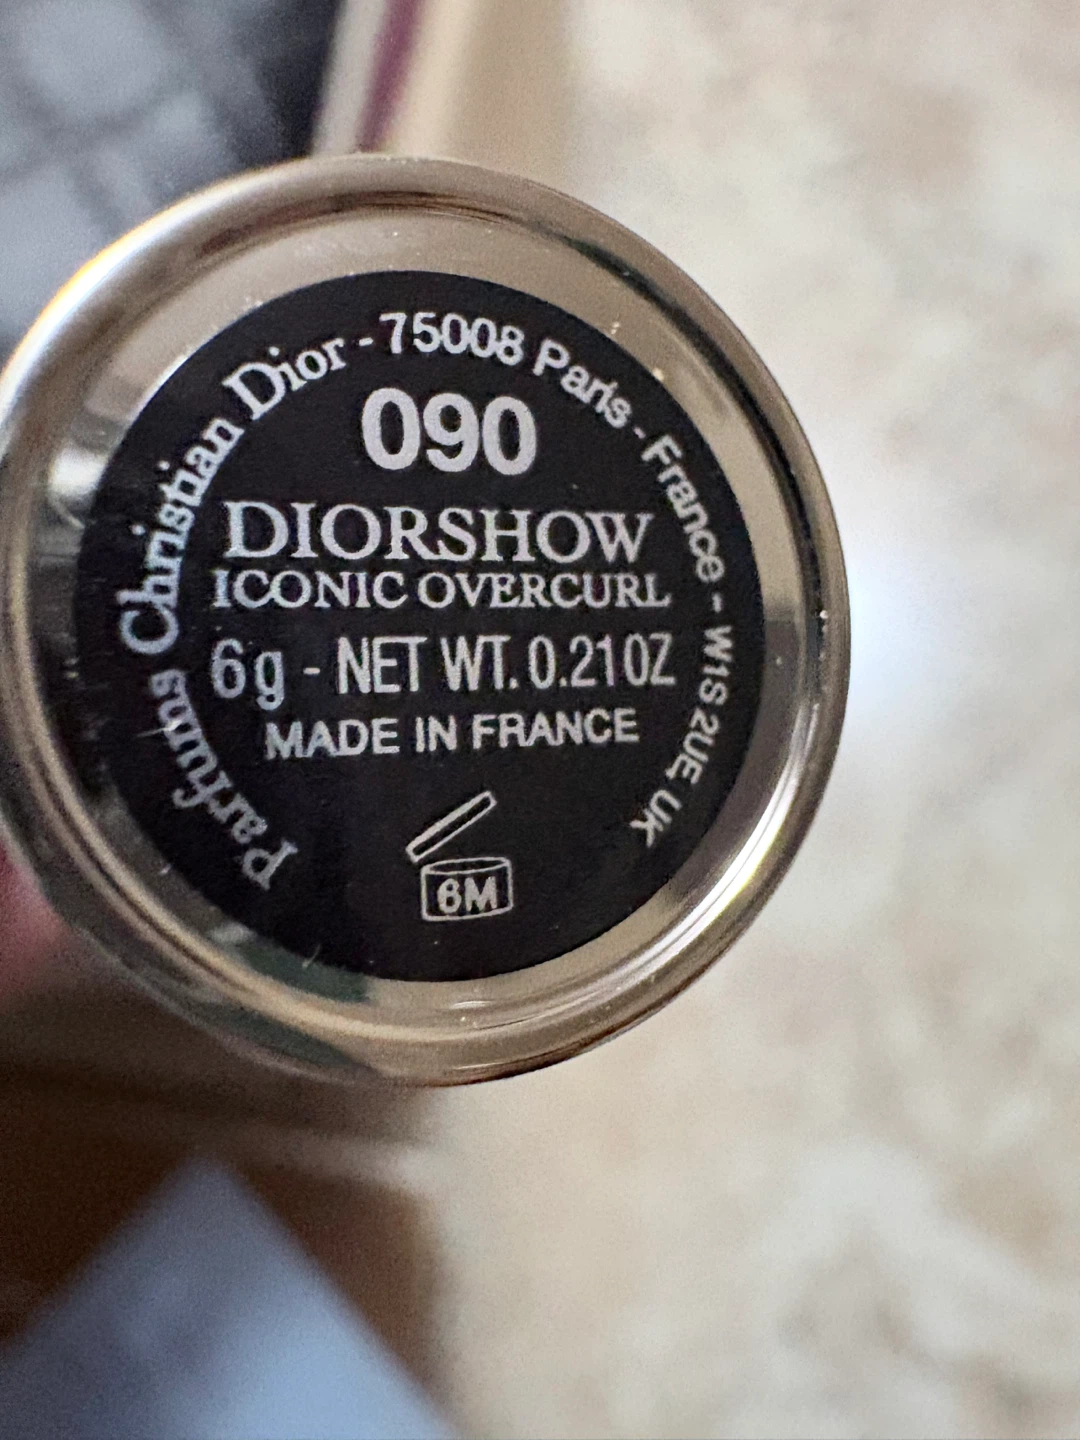 Parfums Christian Dior - 75008 Paris - France - W1S 2UE, UK
090
DIORSHOW
ICONIC OVERCURL
6g - NET WT. 0.21OZ
MADE IN FRANCE
6M